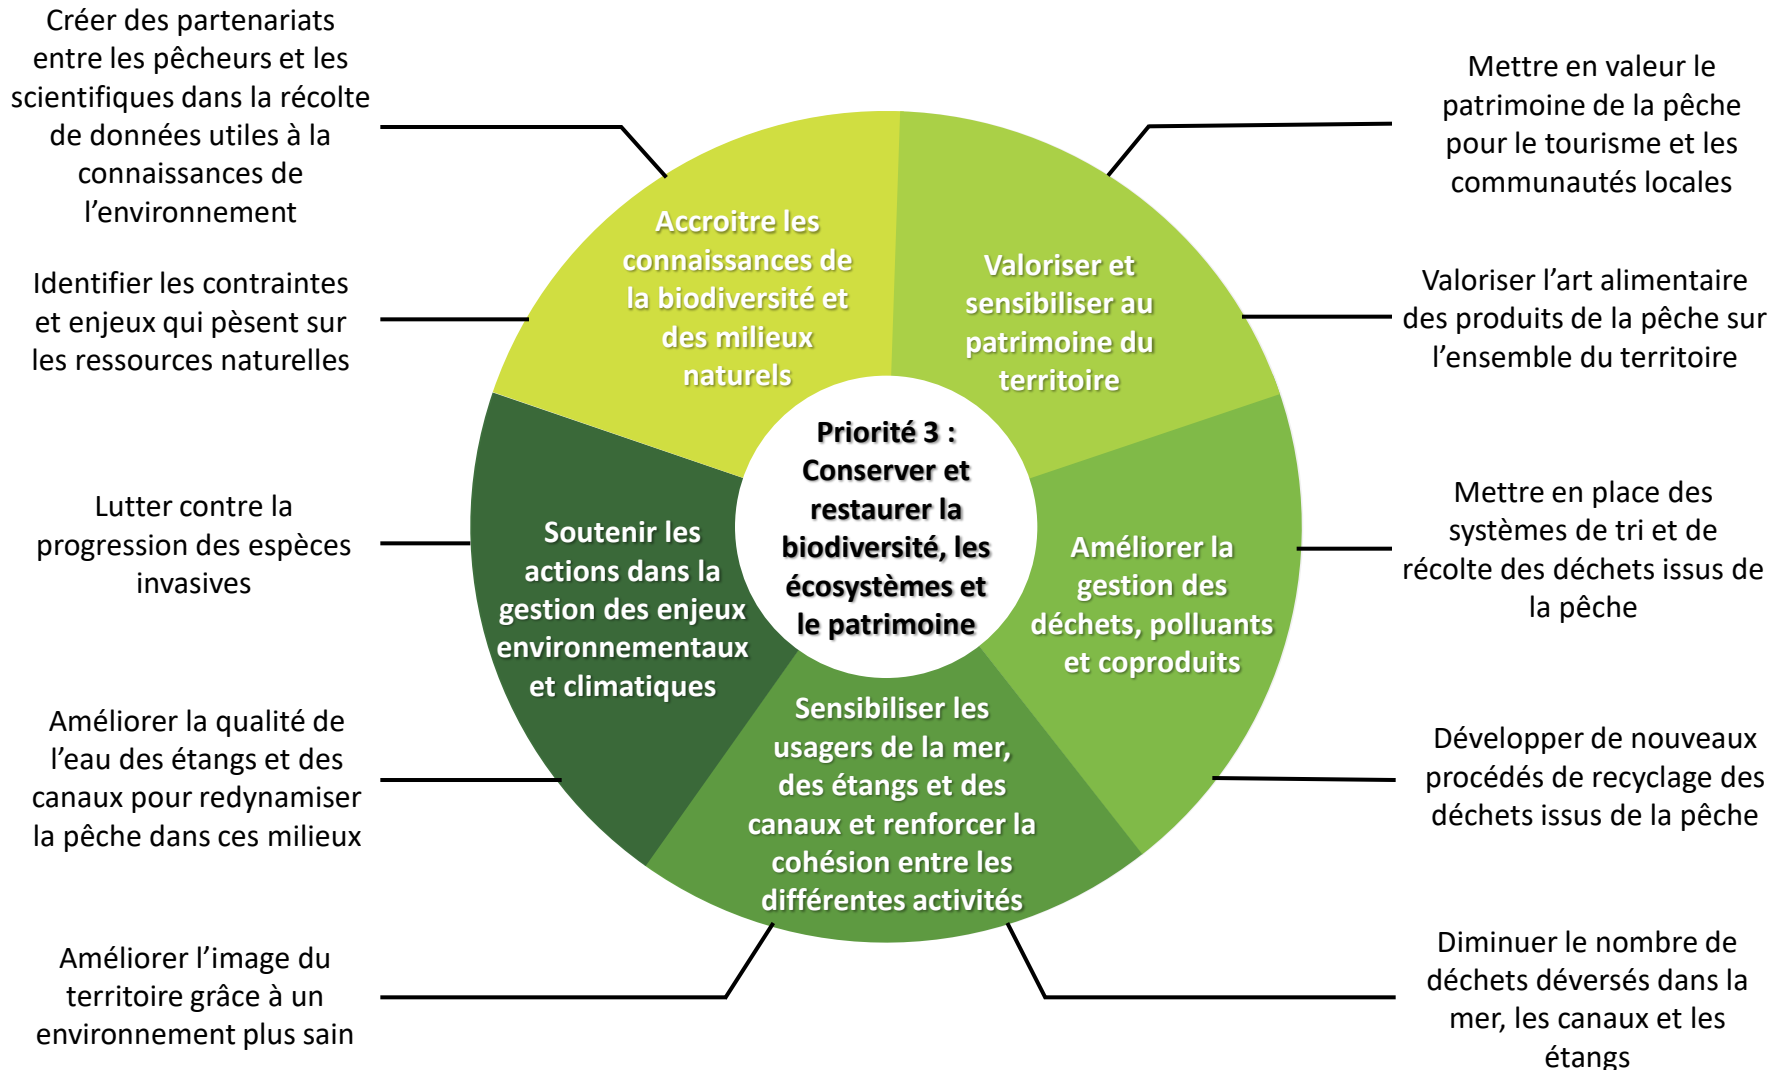 Créer des partenariats
entre les pêcheurs et les
scientifiques dans la récolte
de données utiles à la
connaissances de
l’environnement
Identifier les contraintes
et enjeux qui pèsent sur
les ressources naturelles
Lutter contre la
progression des espèces
invasives
Améliorer la qualité de
l’eau des étangs et des
canaux pour redynamiser
la pêche dans ces milieux
Améliorer l’image du
territoire grâce à un
environnement plus sain
Accroitre les
connaissances de
la biodiversité et
des milieux
naturels
Valoriser et
sensibiliser au
patrimoine du
territoire
Priorité 3 :
Conserver et
restaurer la
biodiversité, les
écosystèmes et
le patrimoine
Soutenir les
actions dans la
gestion des enjeux
environnementaux
et climatiques
Améliorer la
gestion des
déchets, polluants
et coproduits
Sensibiliser les
usagers de la mer,
des étangs et des
canaux et renforcer la
cohésion entre les
différentes activités
Mettre en valeur le
patrimoine de la pêche
pour le tourisme et les
communautés locales
Valoriser l’art alimentaire
des produits de la pêche sur
l’ensemble du territoire
Mettre en place des
systèmes de tri et de
récolte des déchets issus de
la pêche
Développer de nouveaux
procédés de recyclage des
déchets issus de la pêche
Diminuer le nombre de
déchets déversés dans la
mer, les canaux et les
étangs